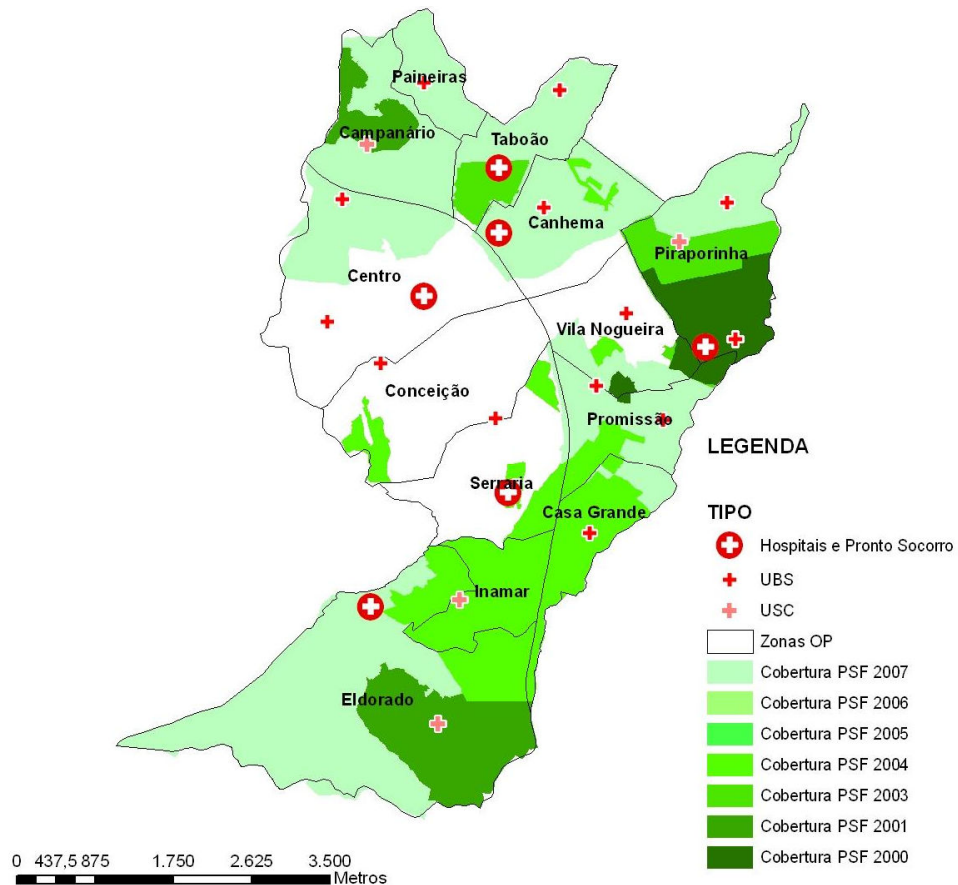 Paineiras
Campanário
Taboão
Canhema
Piraporinha
Centro
Vila Nogueira
Conceição
Promissão
Serraria
Casa Grande
Inamar
Eldorado
LEGENDA
TIPO
Hospitais e Pronto Socorro
UBS
USC
Zonas OP
Cobertura PSF 2007
Cobertura PSF 2006
Cobertura PSF 2005
Cobertura PSF 2004
Cobertura PSF 2003
Cobertura PSF 2001
Cobertura PSF 2000
0 437,5 875 1.750 2.625 3.500
Metros